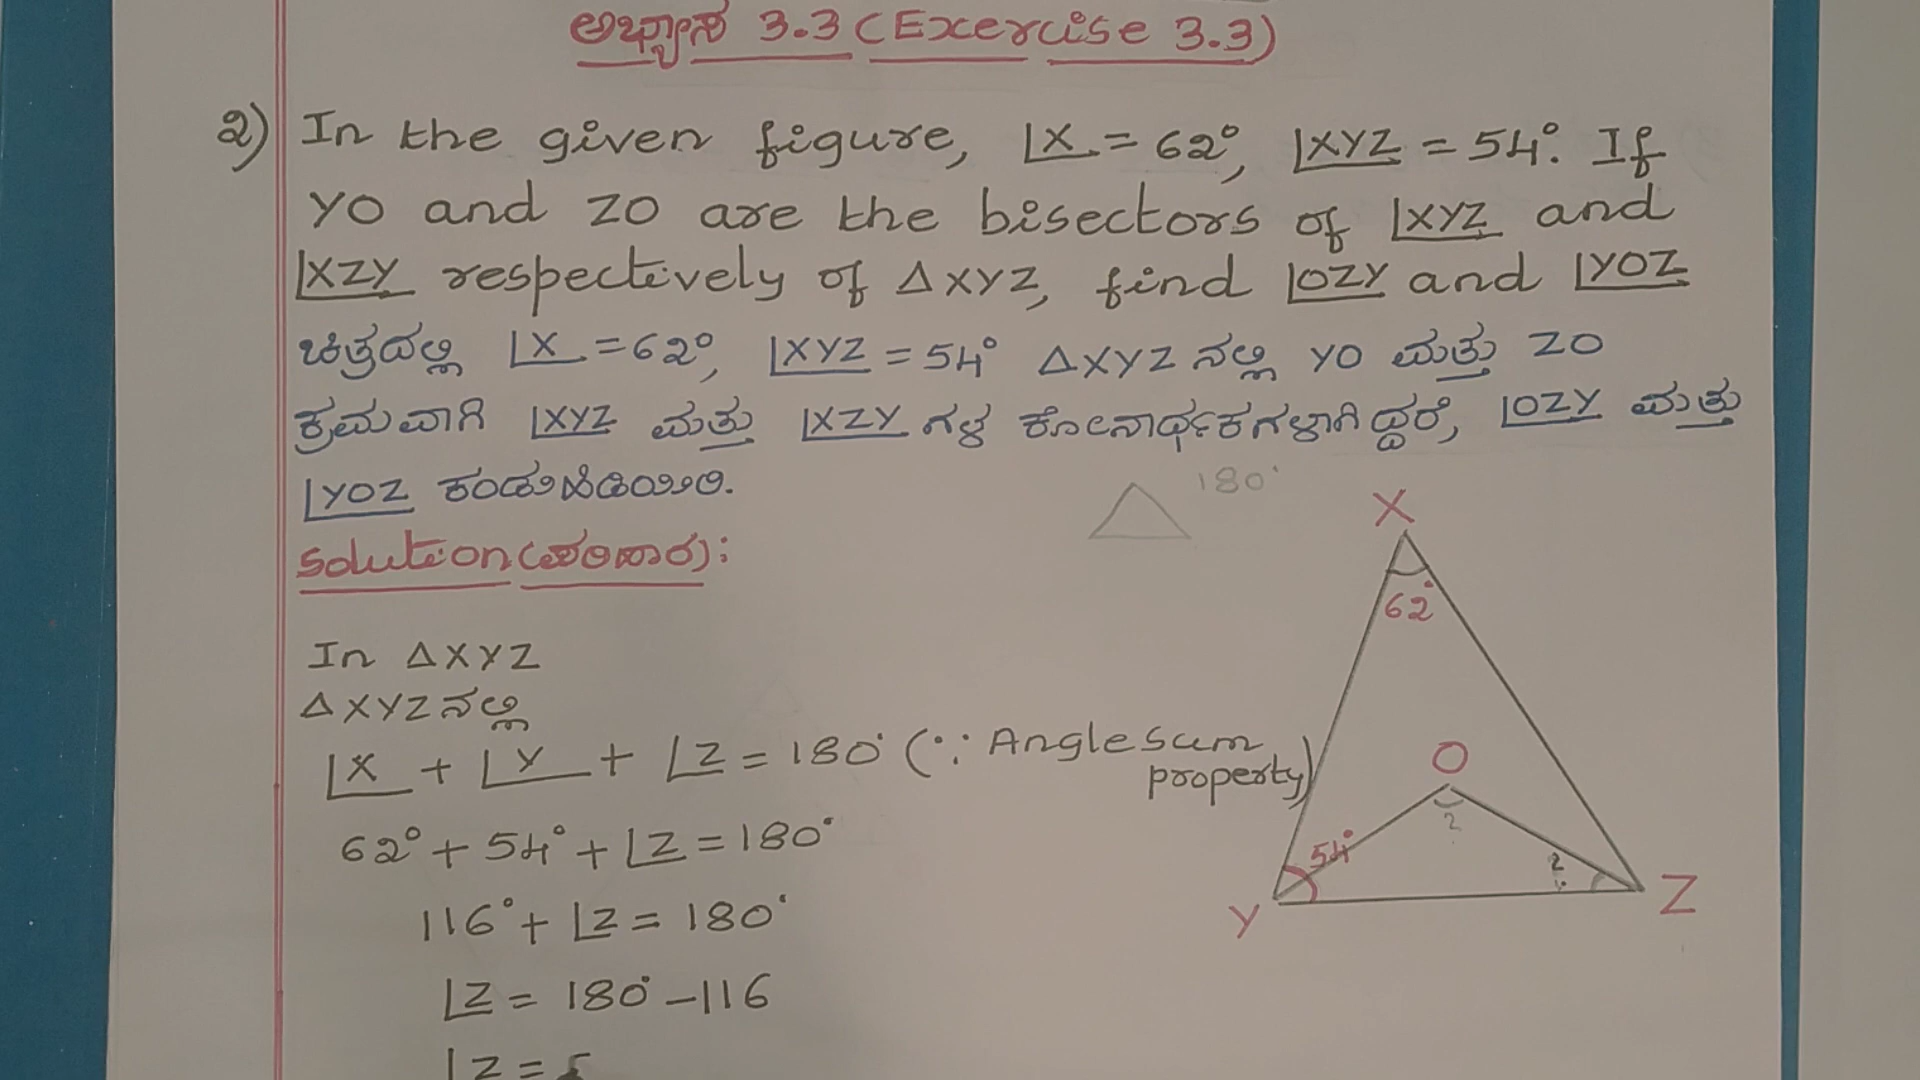 ಅಭ್ಯಾಸ 3.3 (Exercise 3.3)
2) In the given figure, ∠X = 62°, ∠XYZ = 54°. If
YO and ZO are the bisectors of ∠XYZ and
∠XZY respectively of ΔXYZ, find ∠OZY and ∠YOZ
ಚಿತ್ರದಲ್ಲಿ ∠X = 62°, ∠XYZ = 54° ΔXYZ ನಲ್ಲಿ YO ಮತ್ತು ZO
ಕ್ರಮವಾಗಿ ∠XYZ ಮತ್ತು ∠XZY ಗಳ ಕೋನಾರ್ಧಕಗಳಾಗಿದ್ದರೆ, ∠OZY ಮತ್ತು
∠YOZ ಕಂಡುಹಿಡಿಯಿರಿ.
180°
Solution (ಪರಿಹಾರ):
X
62°
In ΔXYZ
ΔXYZ ನಲ್ಲಿ
∠X + ∠Y + ∠Z = 180° (∵ Angle sum
property)
O
?
62° + 54° + ∠Z = 180°
54°
?
Y
Z
116° + ∠Z = 180°
∠Z = 180° - 116
∠Z =